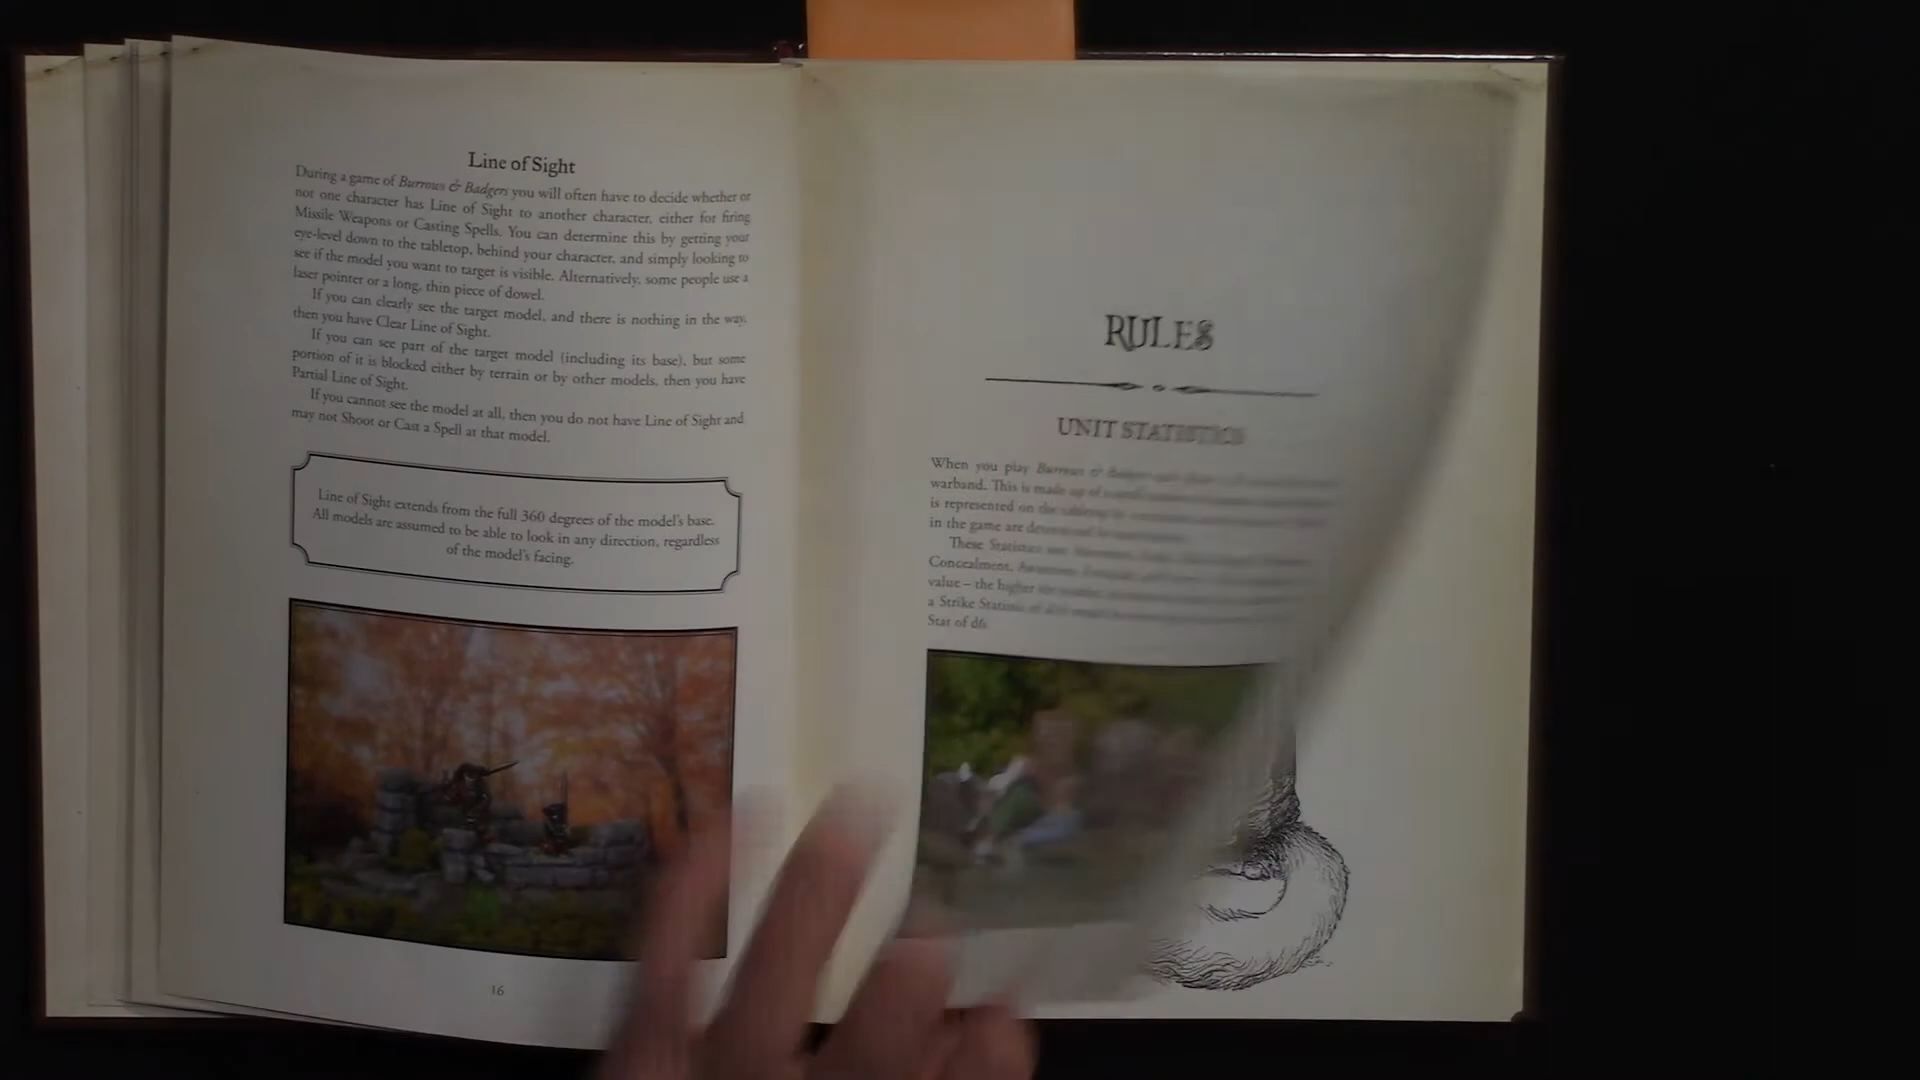 Line of Sight
During a game of Burrows & Badgers you will often have to decide whether or
not one character has Line of Sight to another character, either for firing
Missile Weapons or Casting Spells. You can determine this by getting your
eye-level down to the tabletop, behind your character, and simply looking to
see if the model you want to target is visible. Alternatively, some people use a
laser pointer or a long, thin piece of dowel.
If you can clearly see the target model, and there is nothing in the way,
then you have Clear Line of Sight.
If you can see part of the target model (including its base), but some
portion of it is blocked either by terrain or by other models, then you have
Partial Line of Sight.
If you cannot see the model at all, then you do not have Line of Sight and
may not Shoot or Cast a Spell at that model.
Line of Sight extends from the full 360 degrees of the model's base.
All models are assumed to be able to look in any direction, regardless
of the model's facing.
16
RULES
UNIT STATISTICS
When you play Burrows &
warband. This is made up of
is represented on the
in the game are
These Statistics
Concealment,
value – the higher
a Strike
Stat of d6